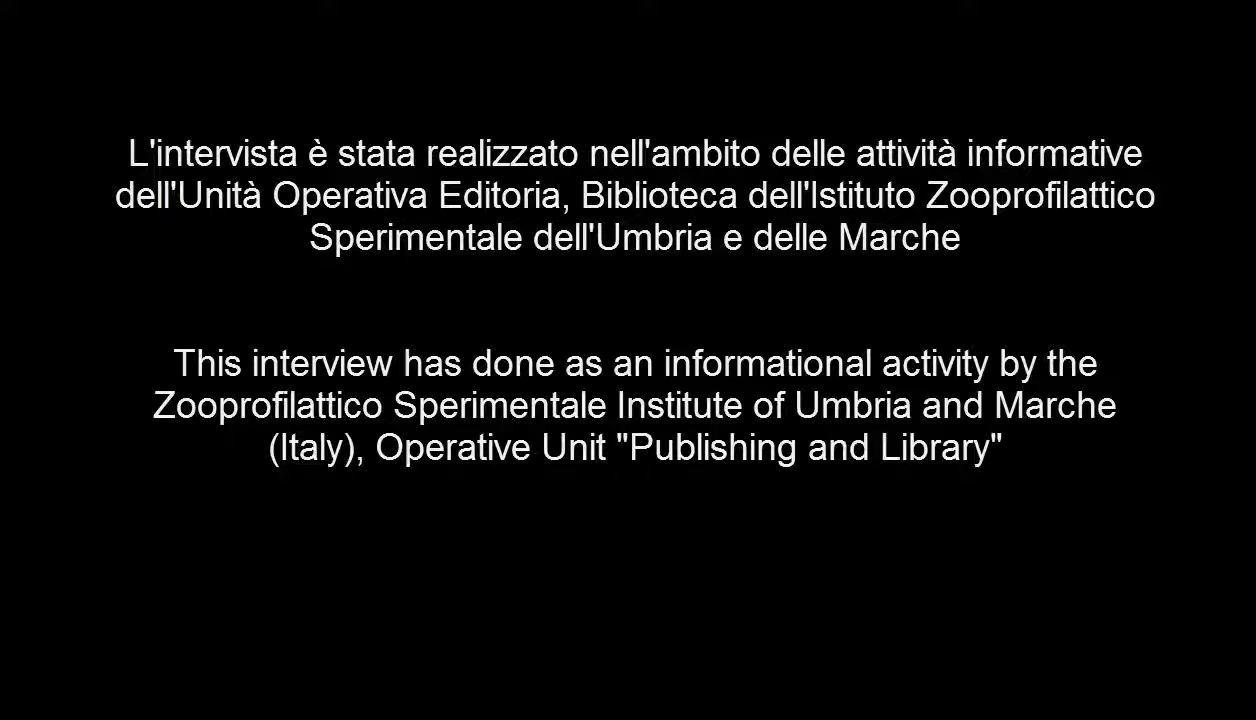 L'intervista è stata realizzato nell'ambito delle attività informative
dell'Unità Operativa Editoria, Biblioteca dell'Istituto Zooprofilattico
Sperimentale dell'Umbria e delle Marche
This interview has done as an informational activity by the
Zooprofilattico Sperimentale Institute of Umbria and Marche
(Italy), Operative Unit "Publishing and Library"